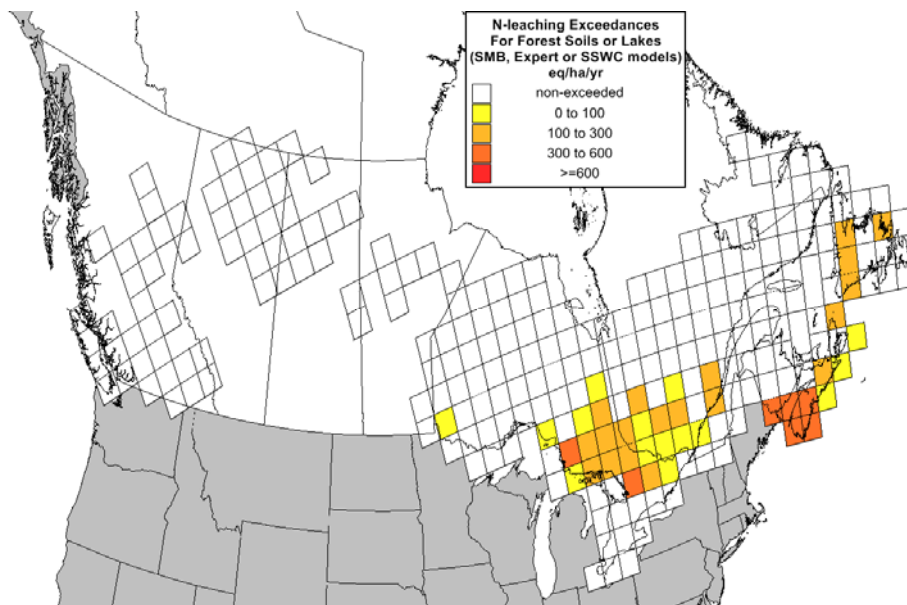 N-leaching Exceedances
For Forest Soils or Lakes
(SMB, Expert or SSWC models)
eq/ha/yr
non-exceeded
0 to 100
100 to 300
300 to 600
>=600